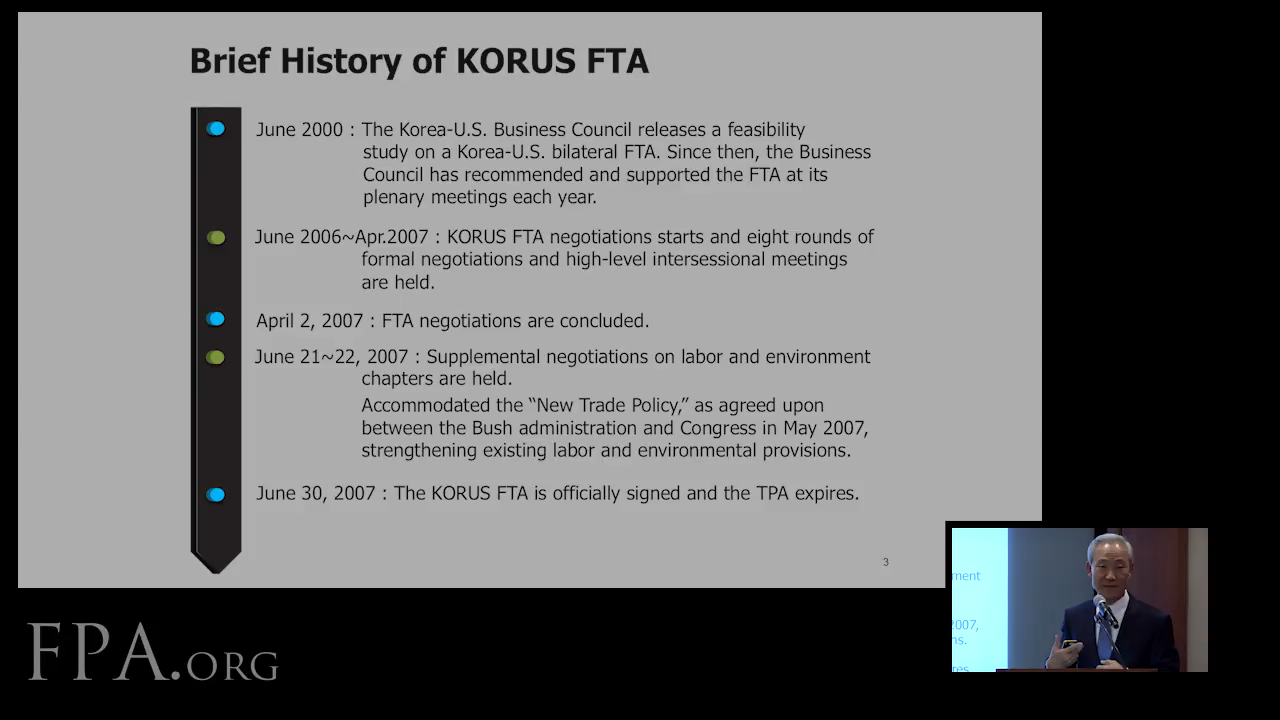 Brief History of KORUS FTA
June 2000 : The Korea-U.S. Business Council releases a feasibility
study on a Korea-U.S. bilateral FTA. Since then, the Business
Council has recommended and supported the FTA at its
plenary meetings each year.
June 2006~Apr.2007 : KORUS FTA negotiations starts and eight rounds of
formal negotiations and high-level intersessional meetings
are held.
April 2, 2007 : FTA negotiations are concluded.
June 21~22, 2007 : Supplemental negotiations on labor and environment
chapters are held.
Accommodated the “New Trade Policy,” as agreed upon
between the Bush administration and Congress in May 2007,
strengthening existing labor and environmental provisions.
June 30, 2007 : The KORUS FTA is officially signed and the TPA expires.
3
ment
2007,
ns.
res
FPA.ORG